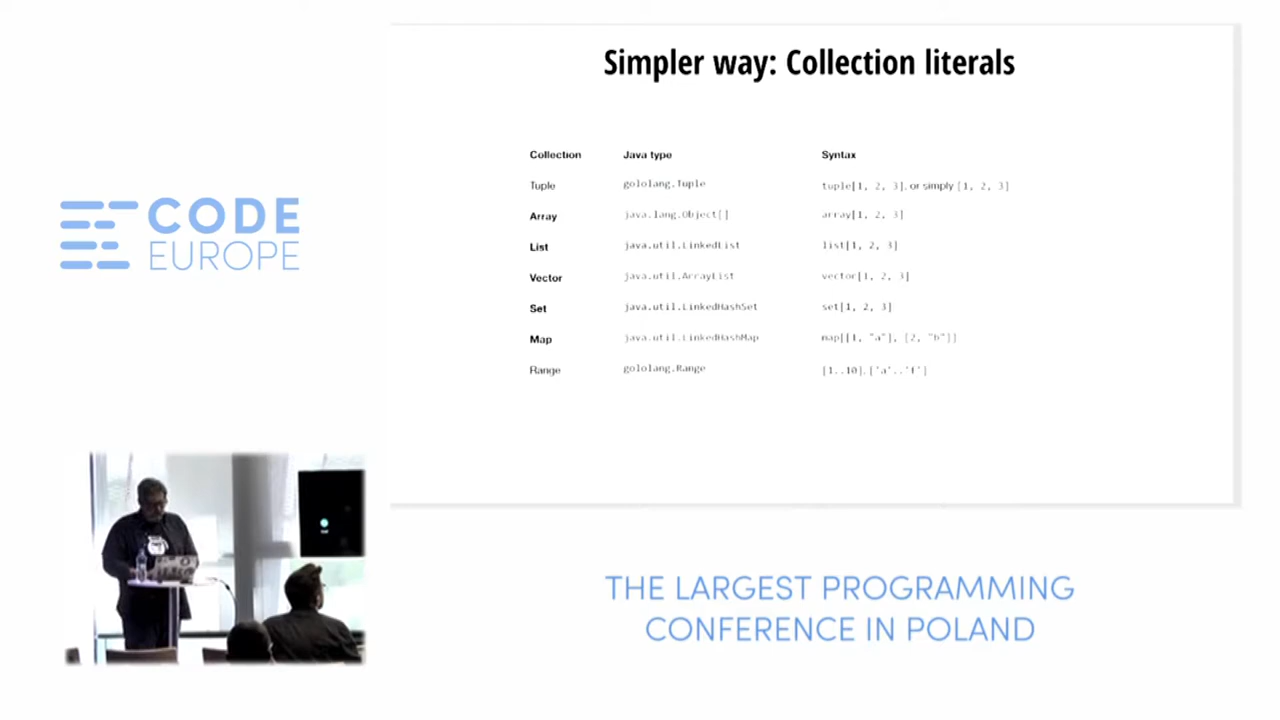 Simpler way: Collection literals
Collection Java type Syntax
Tuple gololang.Tuple tuple[1, 2, 3], or simply [1, 2, 3]
Array java.lang.Object[] array[1, 2, 3]
List java.util.LinkedList list[1, 2, 3]
Vector java.util.ArrayList vector[1, 2, 3]
Set java.util.LinkedHashSet set[1, 2, 3]
Map java.util.LinkedHashMap map[[1, "a"], [2, "b"]]
Range gololang.Range [1..10], ['a'..'f']
CODE
EUROPE
THE LARGEST PROGRAMMING
CONFERENCE IN POLAND